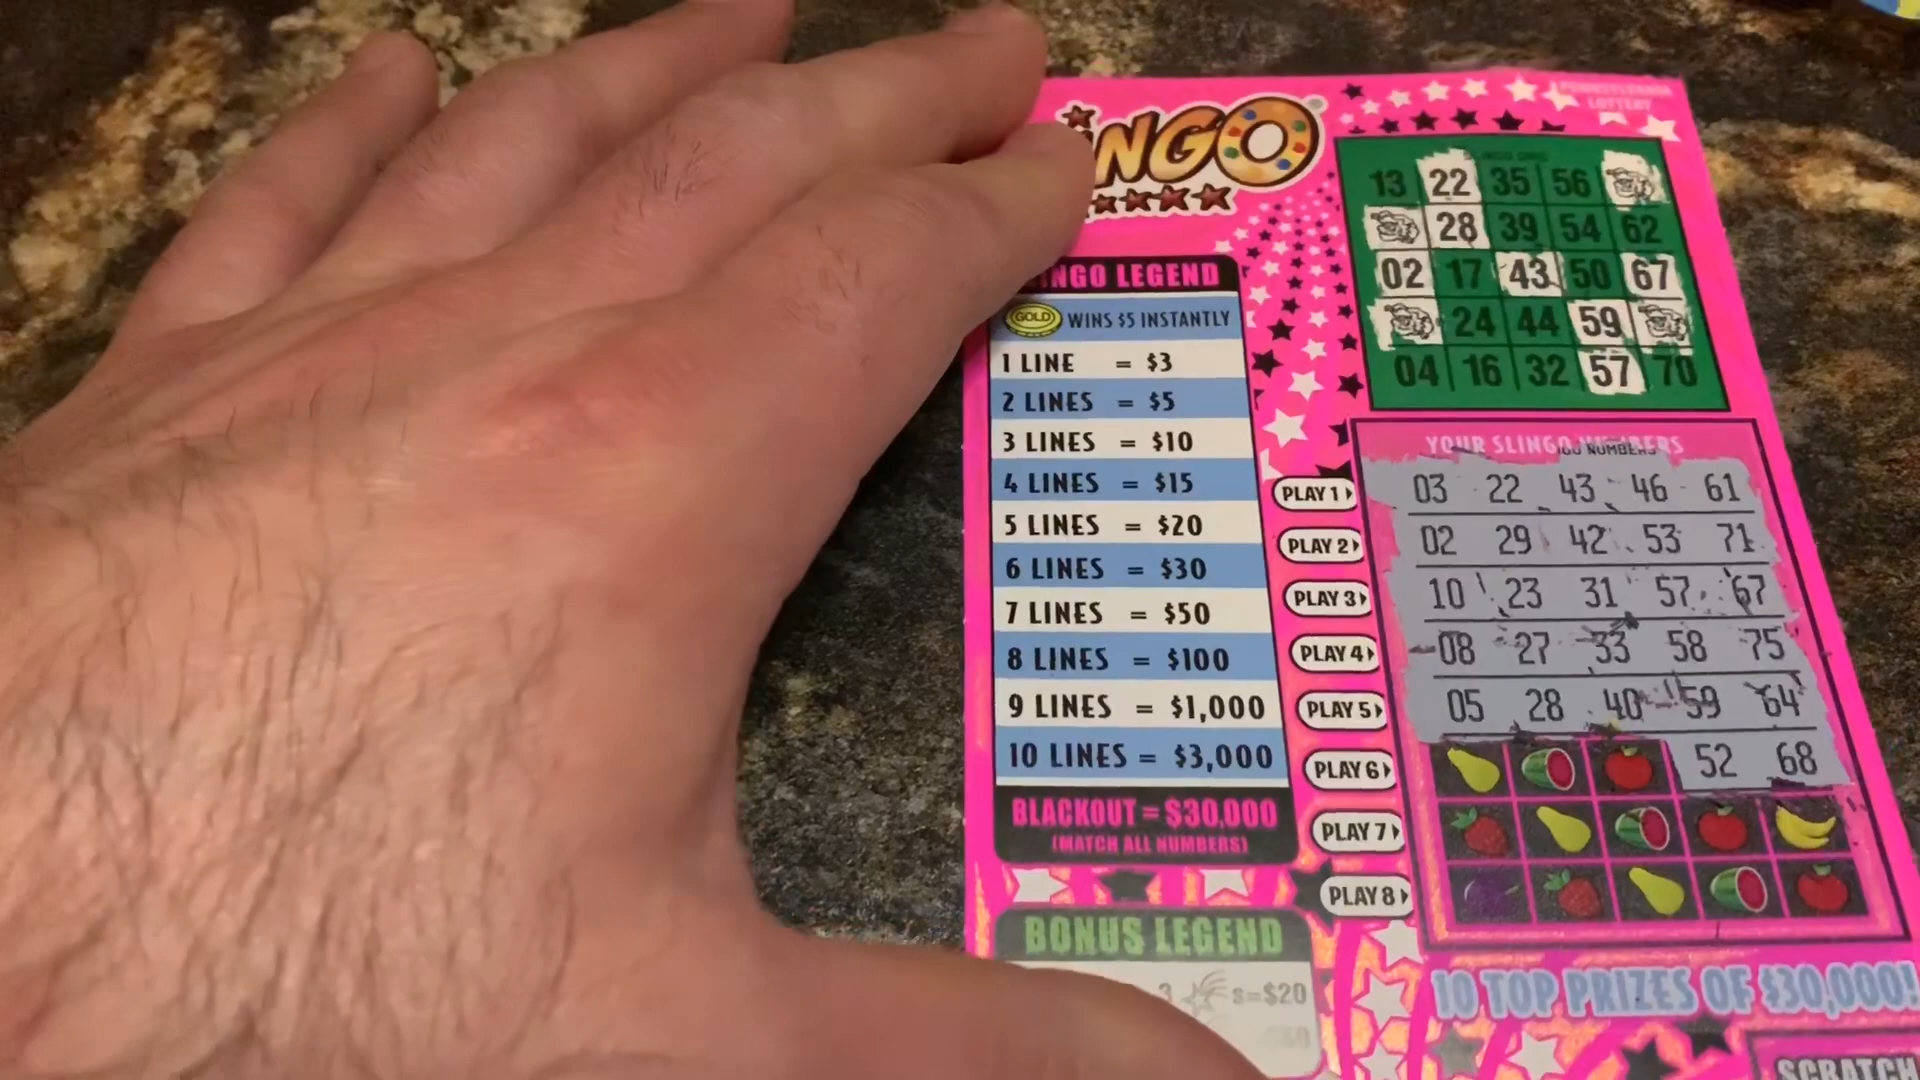 PENNSYLVANIA
LOTTERY
INGO
13 22 35 56
28 39 54 62
02 17 43 50 67
24 44 59
04 16 32 57 70
INGO LEGEND
GOLD WINS $5 INSTANTLY
1 LINE = $3
2 LINES = $5
3 LINES = $10
4 LINES = $15
5 LINES = $20
6 LINES = $30
7 LINES = $50
8 LINES = $100
9 LINES = $1,000
10 LINES = $3,000
BLACKOUT = $30,000
(MATCH ALL NUMBERS)
YOUR SLINGO NUMBERS
PLAY 1 03 22 43 46 61
PLAY 2 02 29 42 53 71
PLAY 3 10 23 31 57 67
PLAY 4 08 27 33 58 75
PLAY 5 05 28 40 59 64
PLAY 6 52 68
PLAY 7
PLAY 8
BONUS LEGEND
3 s=$20
10 TOP PRIZES OF $30,000!
SCRATCH